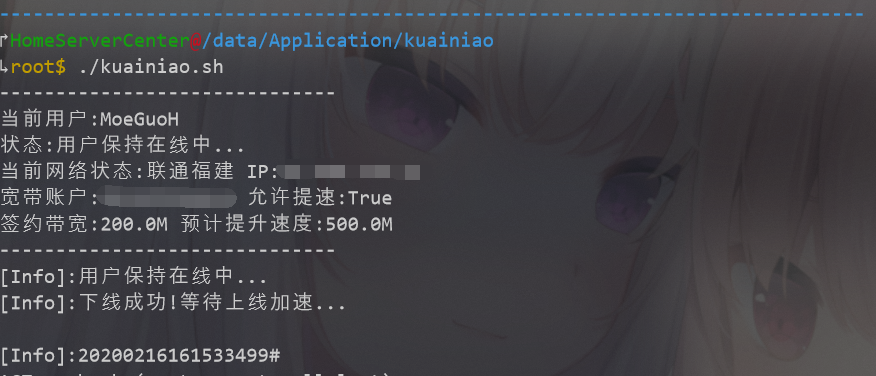 HomeServerCenter@/data/Application/kuainiao
root$ ./kuainiao.sh
------------------------------
当前用户:MoeGuoH
状态:用户保持在线中...
当前网络状态:联通福建 IP:
宽带账户: 允许提速:True
签约带宽:200.0M 预计提升速度:500.0M
------------------------------
[Info]:用户保持在线中...
[Info]:下线成功!等待上线加速...
[Info]:20200216161533499#